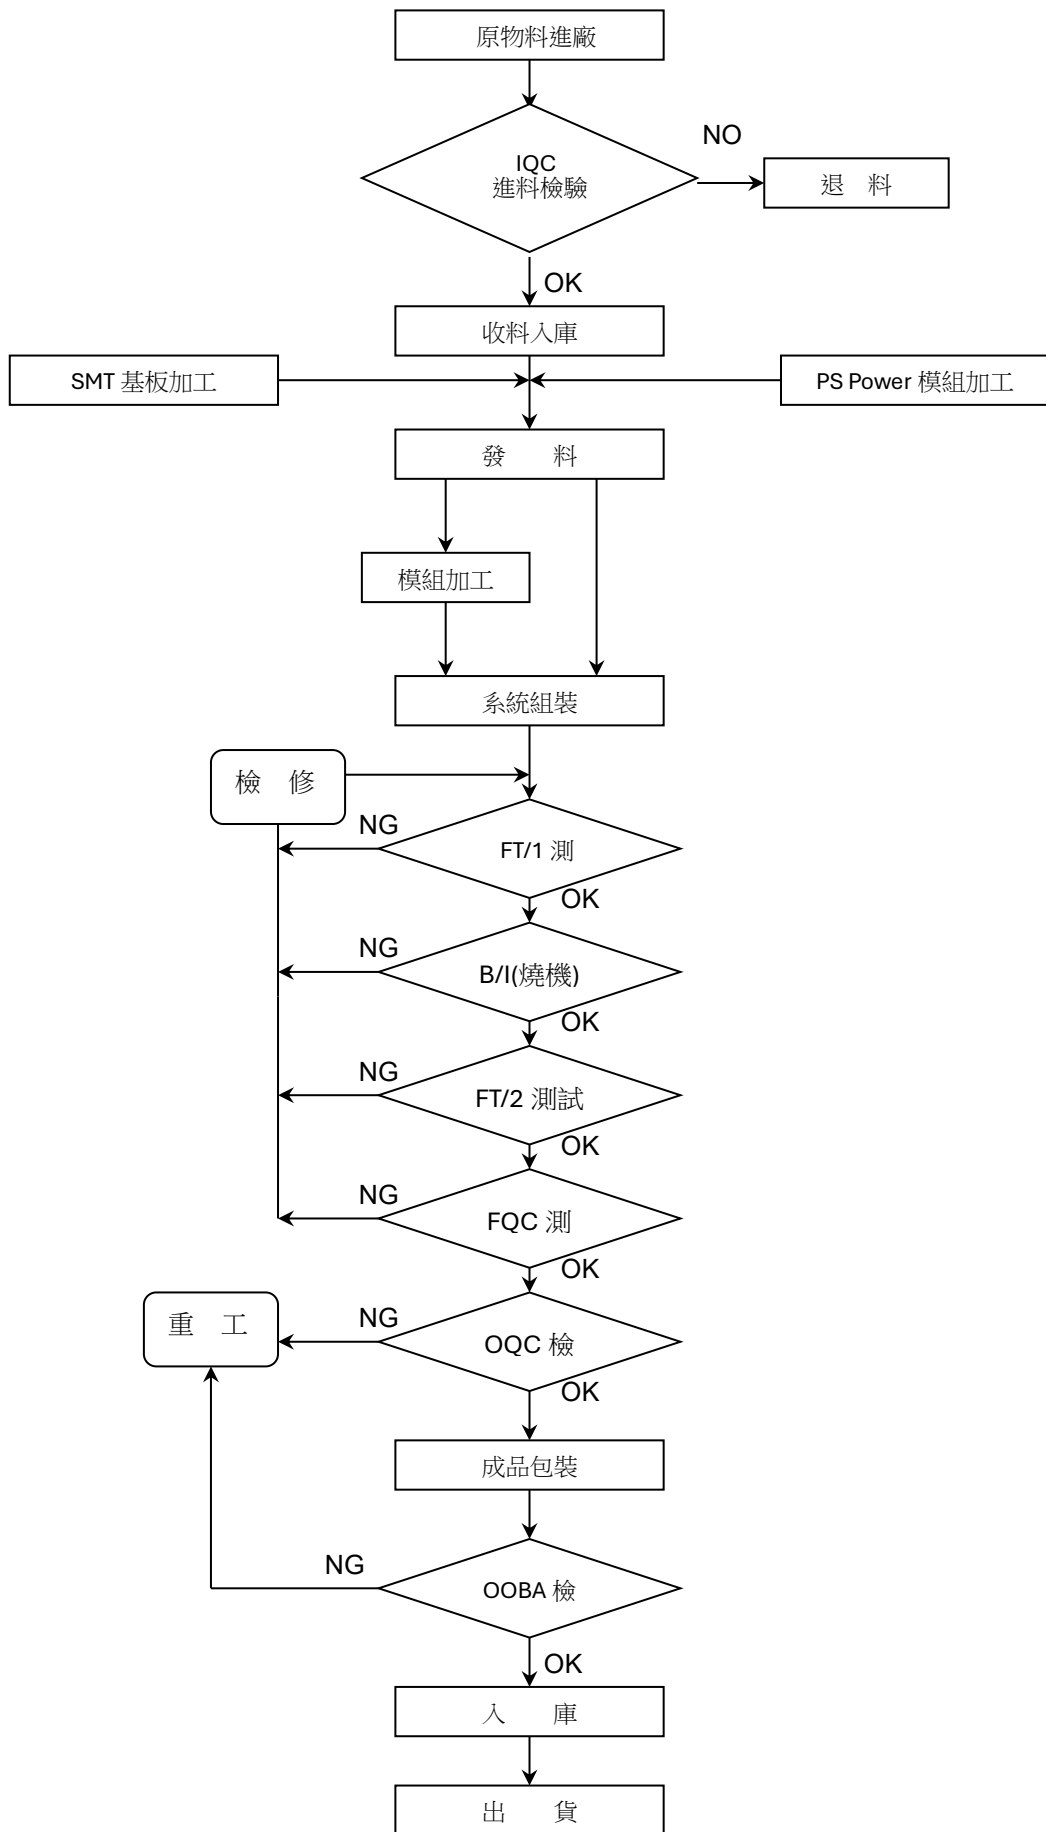 原物料進廠
NO
IQC
進料檢驗
退　料
OK
收料入庫
SMT 基板加工
PS Power 模組加工
發　　料
模組加工
系統組裝
檢　修
NG
FT/1 測
OK
NG
B/I(燒機)
OK
NG
FT/2 測試
OK
NG
FQC 測
OK
重　工
NG
OQC 檢
OK
成品包裝
NG
OOBA 檢
OK
入　　庫
出　　貨